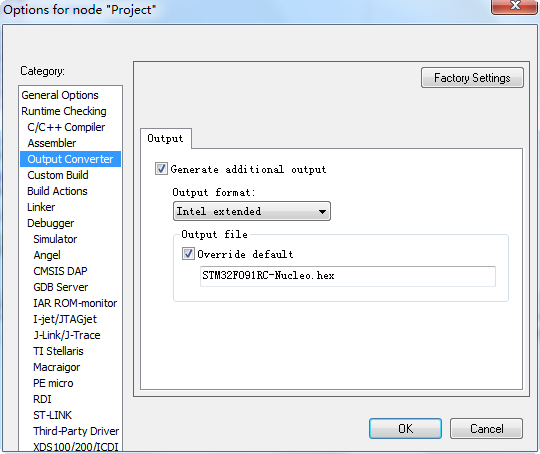 Options for node "Project"
Category:
General Options
Runtime Checking
C/C++ Compiler
Assembler
Output Converter
Custom Build
Build Actions
Linker
Debugger
Simulator
Angel
CMSIS DAP
GDB Server
IAR ROM-monitor
I-jet/JTAGjet
J-Link/J-Trace
TI Stellaris
Macraigor
PE micro
RDI
ST-LINK
Third-Party Driver
XDS100/200/ICDI
Factory Settings
Output
Generate additional output
Output format:
Intel extended
Output file
Override default
STM32F091RC-Nucleo.hex
OK
Cancel